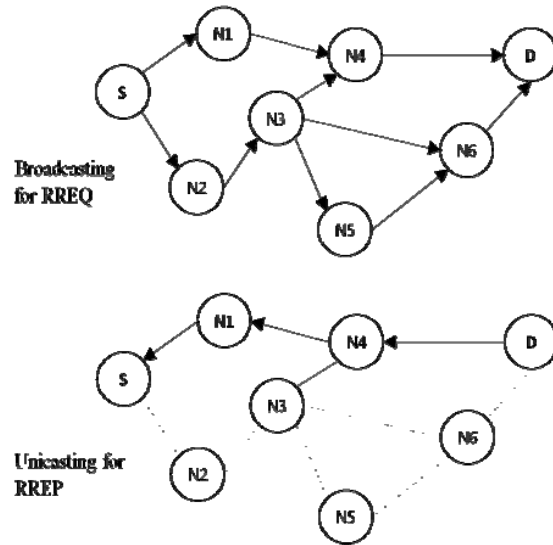 N1
N4
D
S
N3
N6
N2
N5
Broadcasting
for RREQ
N1
N4
D
S
N3
N6
N2
N5
Unicasting for
RREP